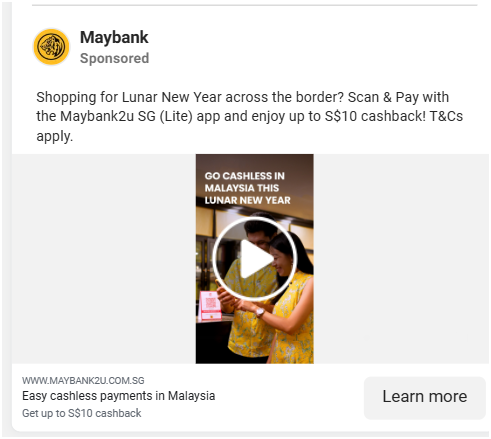 Maybank
Sponsored
Shopping for Lunar New Year across the border? Scan & Pay with
the Maybank2u SG (Lite) app and enjoy up to S$10 cashback! T&Cs
apply.
GO CASHLESS IN
MALAYSIA THIS
LUNAR NEW YEAR
WWW.MAYBANK2U.COM.SG
Easy cashless payments in Malaysia
Get up to S$10 cashback
Learn more